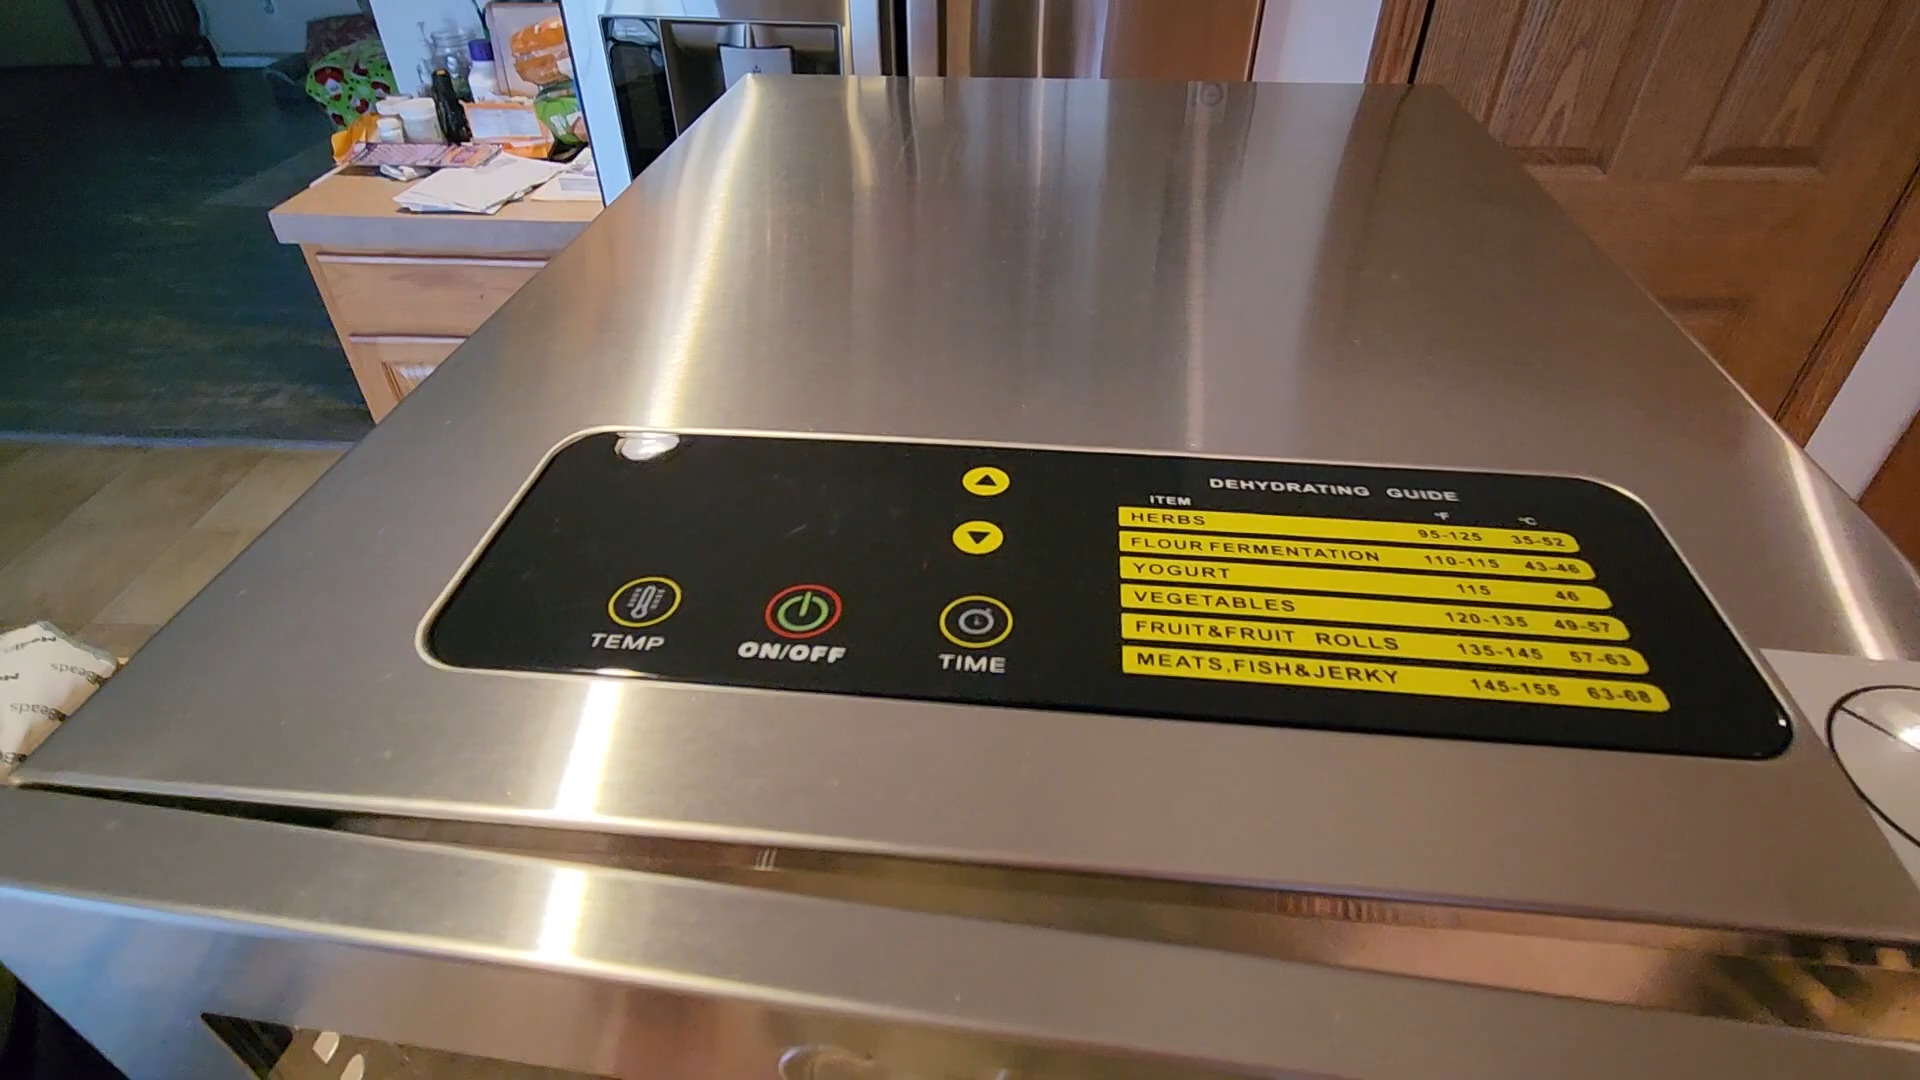 DEHYDRATING GUIDE
ITEM °F °C
HERBS 95-125 35-52
FLOUR FERMENTATION 110-115 43-46
YOGURT 115 46
VEGETABLES 120-135 49-57
FRUIT&FRUIT ROLLS 135-145 57-63
MEATS,FISH&JERKY 145-155 63-68
TEMP
ON/OFF
TIME
Beads
Beads